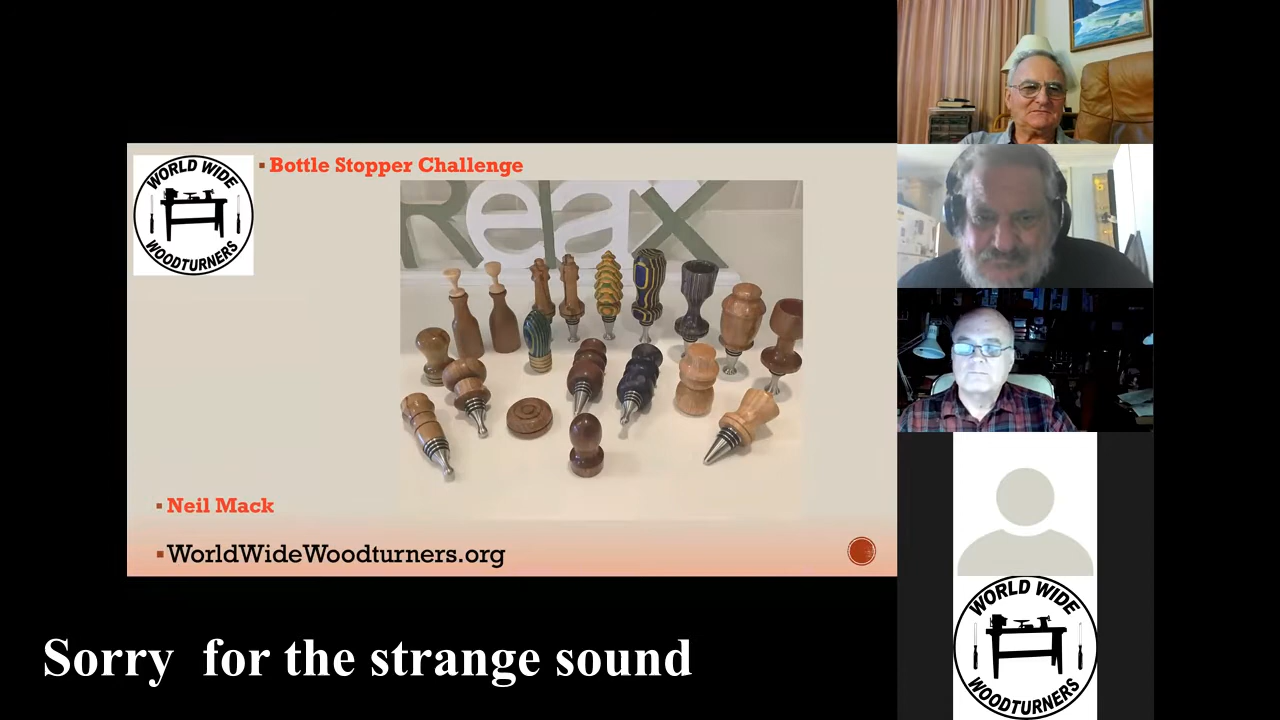 WORLD WIDE
WOODTURNERS
Bottle Stopper Challenge
Relax
Neil Mack
WorldWideWoodturners.org
Sorry for the strange sound
WORLD WIDE
WOODTURNERS